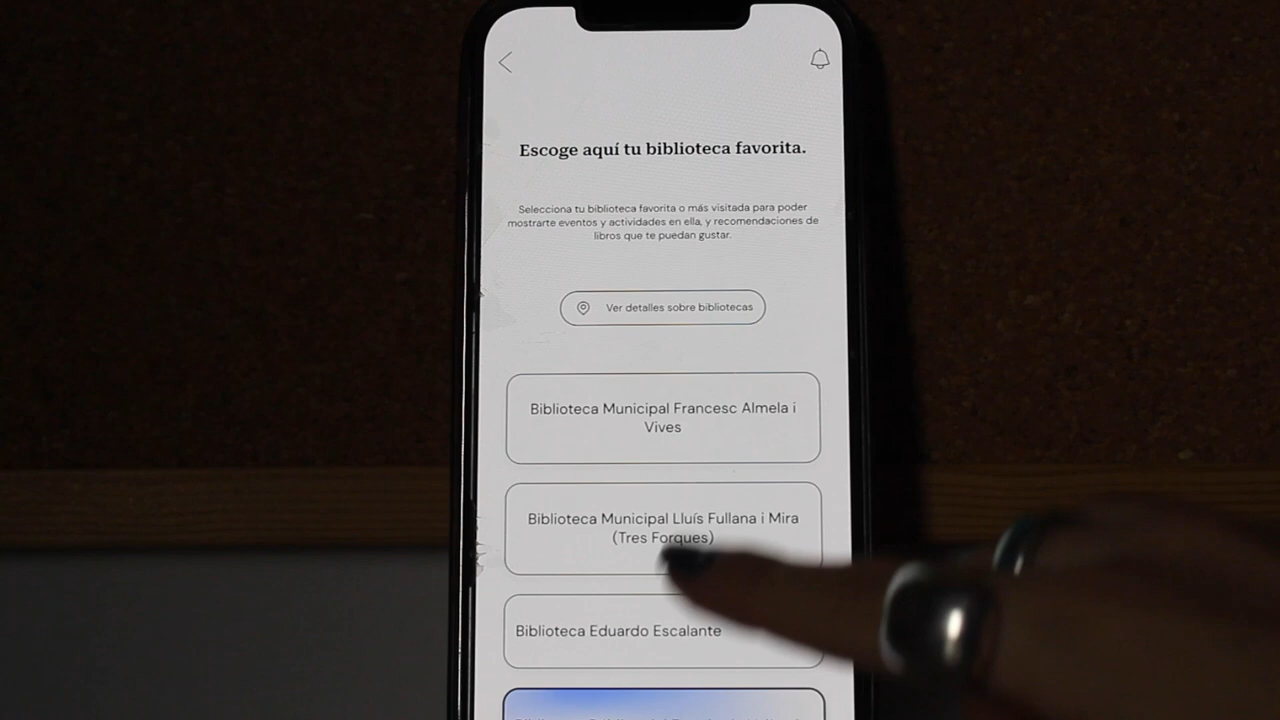 Escoge aquí tu biblioteca favorita.
Selecciona tu biblioteca favorita o más visitada para poder
mostrarte eventos y actividades en ella, y recomendaciones de
libros que te puedan gustar.
Ver detalles sobre bibliotecas
Biblioteca Municipal Francesc Almela i
Vives
Biblioteca Municipal Lluís Fullana i Mira
(Tres Forques)
Biblioteca Eduardo Escalante